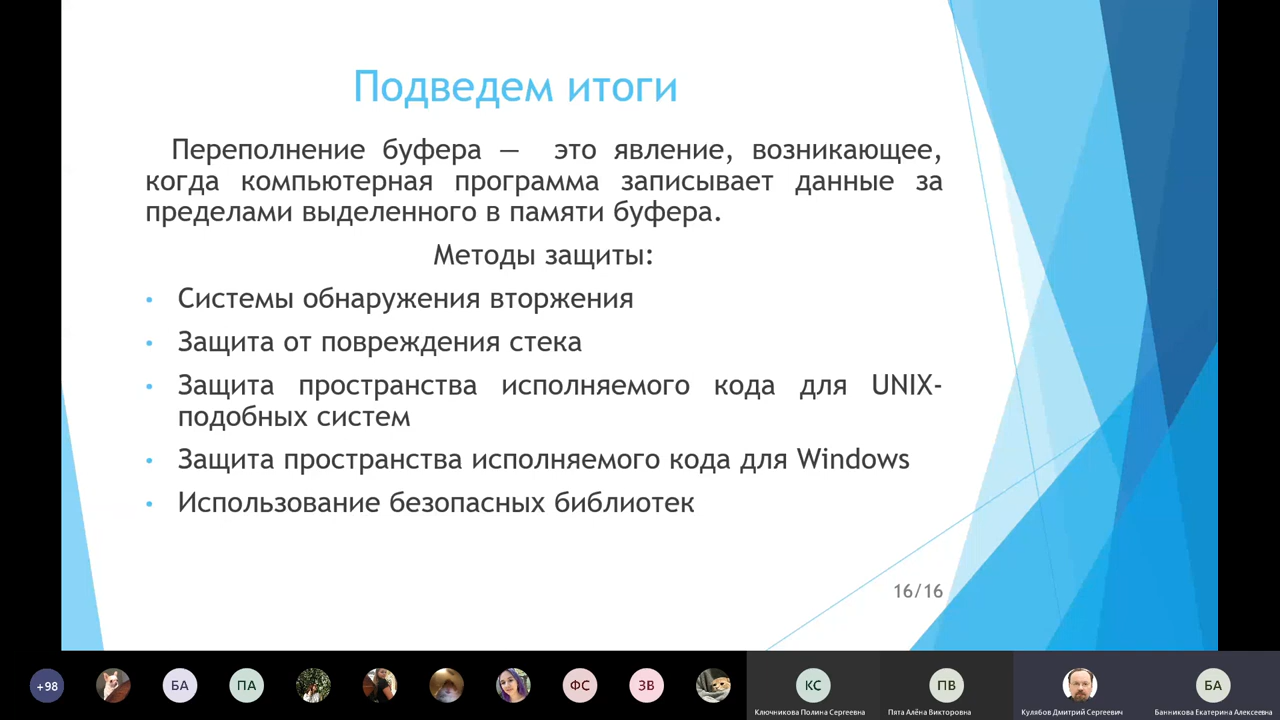 Подведем итоги
Переполнение буфера — это явление, возникающее,
когда компьютерная программа записывает данные за
пределами выделенного в памяти буфера.
Методы защиты:
• Системы обнаружения вторжения
• Защита от повреждения стека
• Защита пространства исполняемого кода для UNIX-
подобных систем
• Защита пространства исполняемого кода для Windows
• Использование безопасных библиотек
16/16
+98
БА
ПА
ФС
ЗВ
КС
ПВ
БА
Ключникова Полина Сергеевна
Пята Алёна Викторовна
Кулябов Дмитрий Сергеевич
Банникова Екатерина Алексеевна